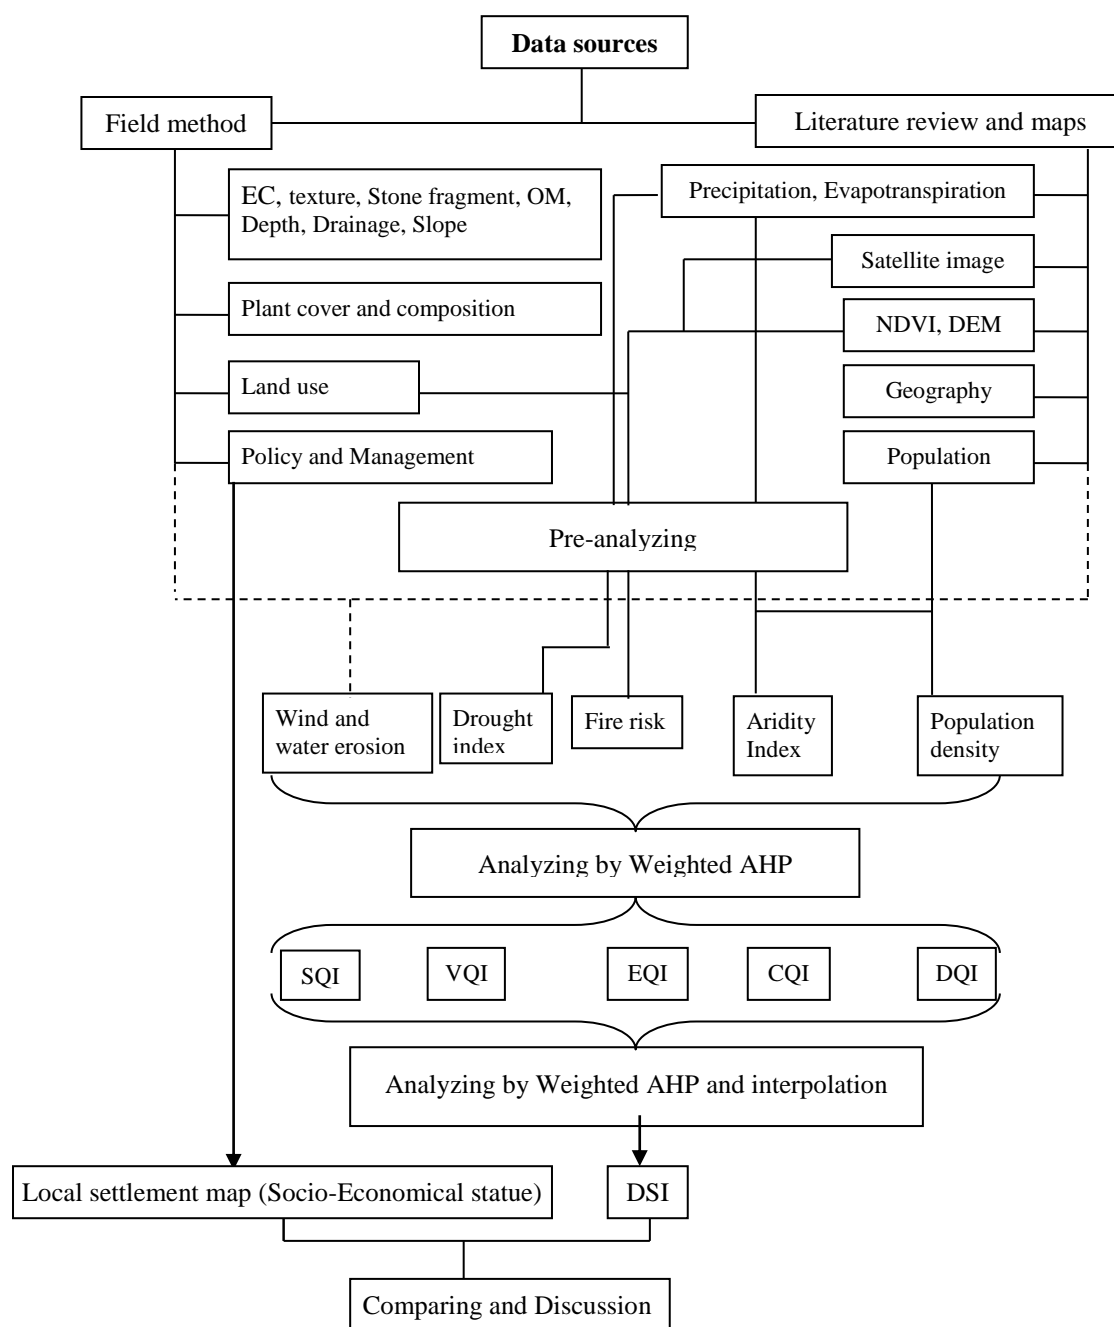 Data sources
Field method
Literature review and maps
EC, texture, Stone fragment, OM,
Depth, Drainage, Slope
Precipitation, Evapotranspiration
Satellite image
Plant cover and composition
NDVI, DEM
Land use
Geography
Policy and Management
Population
Pre-analyzing
Wind and
water erosion
Drought
index
Fire risk
Aridity
Index
Population
density
Analyzing by Weighted AHP
SQI
VQI
EQI
CQI
DQI
Analyzing by Weighted AHP and interpolation
Local settlement map (Socio-Economical statue)
DSI
Comparing and Discussion